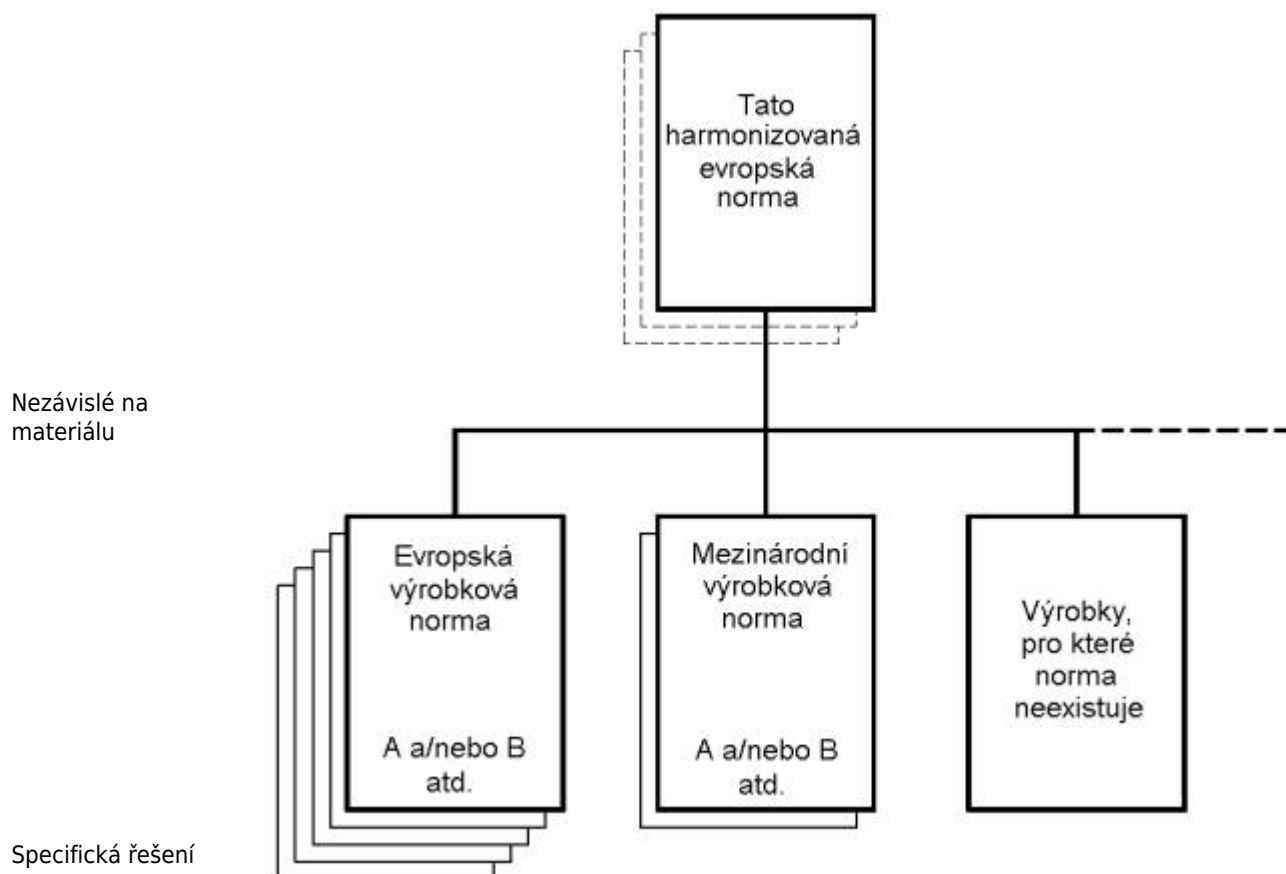 Tato
harmonizovaná
evropská
norma
Nezávislé na
materiálu
Evropská
výrobková
norma
A a/nebo B
atd.
Mezinárodní
výrobková
norma
A a/nebo B
atd.
Výrobky,
pro které
norma
neexistuje
Specifická řešení